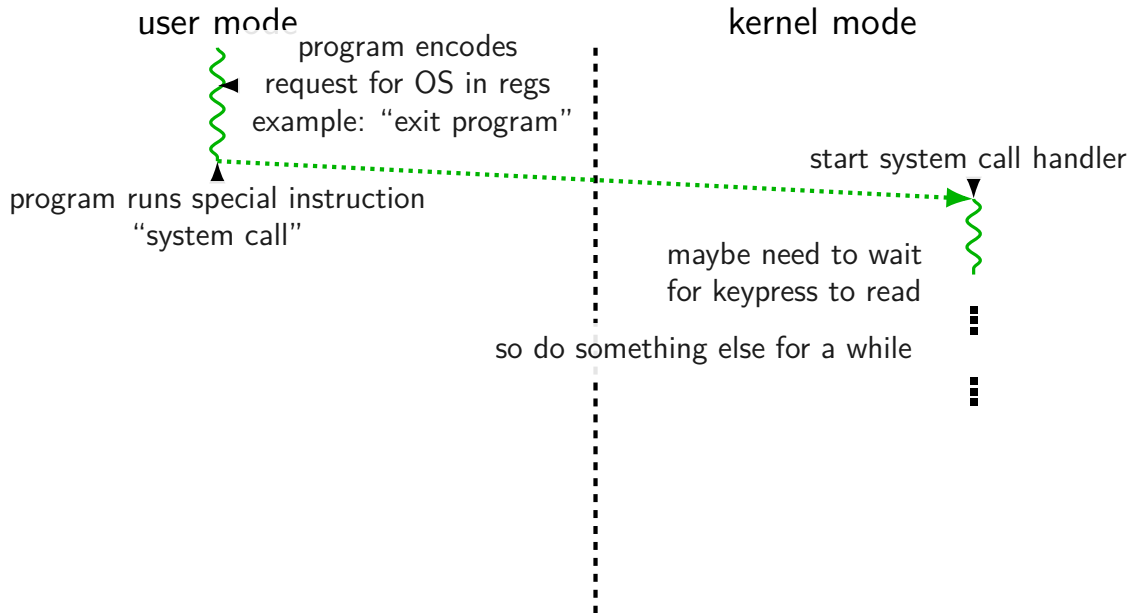 user mode
kernel mode
program encodes
request for OS in regs
example: “exit program”
start system call handler
program runs special instruction
“system call”
maybe need to wait
for keypress to read
so do something else for a while